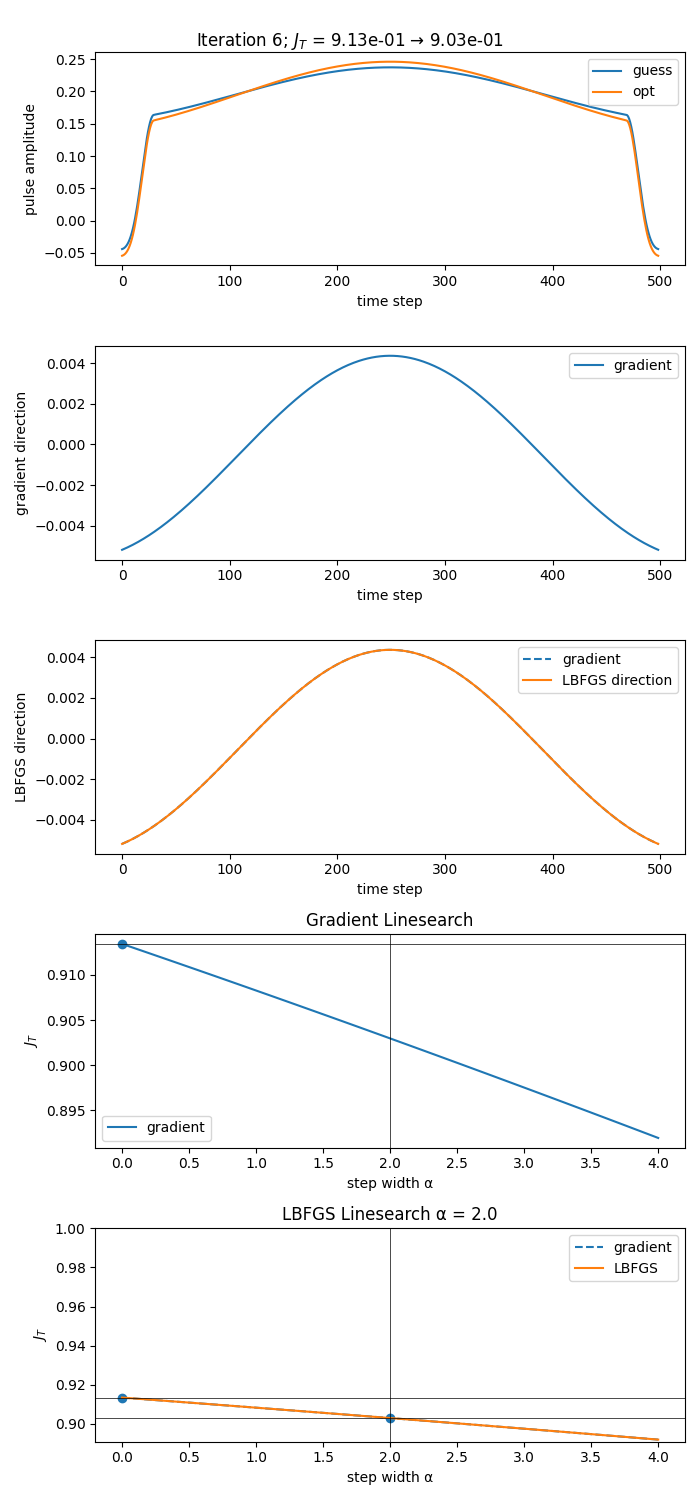 Iteration 6; J_T = 9.13e-01 → 9.03e-01
0.25
0.20
0.15
0.10
0.05
0.00
−0.05
pulse amplitude
guess
opt
0 100 200 300 400 500
time step
0.004
0.002
0.000
−0.002
−0.004
gradient direction
gradient
0 100 200 300 400 500
time step
0.004
0.002
0.000
−0.002
−0.004
LBFGS direction
gradient
LBFGS direction
0 100 200 300 400 500
time step
Gradient Linesearch
0.910
0.905
0.900
0.895
J_T
gradient
0.0 0.5 1.0 1.5 2.0 2.5 3.0 3.5 4.0
step width α
LBFGS Linesearch α = 2.0
1.00
0.98
0.96
0.94
0.92
0.90
J_T
gradient
LBFGS
0.0 0.5 1.0 1.5 2.0 2.5 3.0 3.5 4.0
step width α